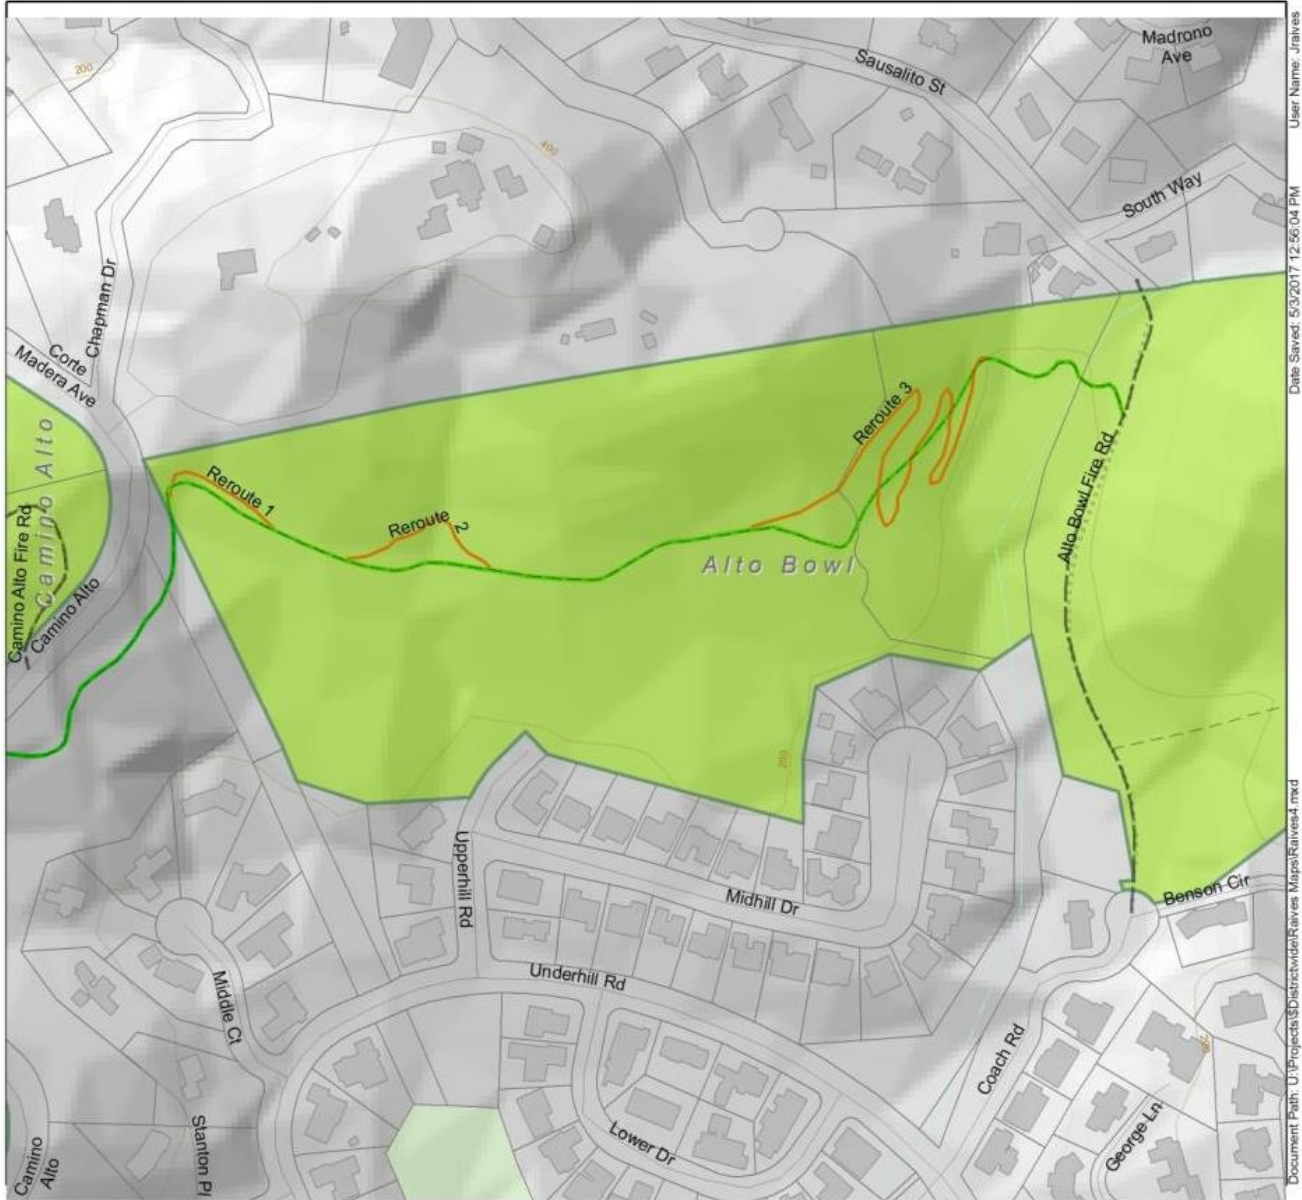 Madrono
Ave
Sausalito St
200
400
South Way
Chapman Dr
Corte
Madera Ave
Camino Alto
Camino Alto Fire Rd
Camino Alto
Reroute 1
Reroute 2
Reroute 3
Alto Bowl
Alto Bowl Fire Rd
200
Upperhill Rd
Midhill Dr
Benson Cir
Underhill Rd
Middle Ct
Coach Rd
200
Stanton Pl
Lower Dr
George Ln
Camino
Alto
User Name: Jraives
Date Saved: 5/3/2017 12:56:04 PM
Document Path: U:\Projects\$Districtwide\Raives Maps\Raives4.mxd